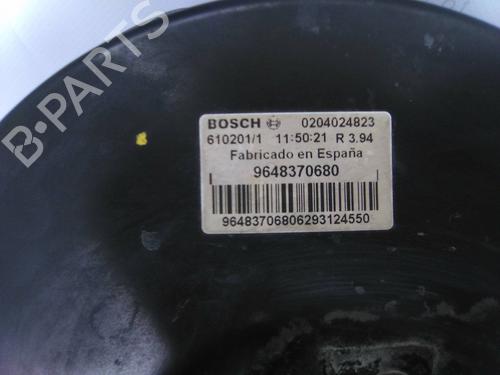 B-PARTS
BOSCH 0204024823
610201/1 11:50:21 R 3.94
Fabricado en España
9648370680
96483706806293124550